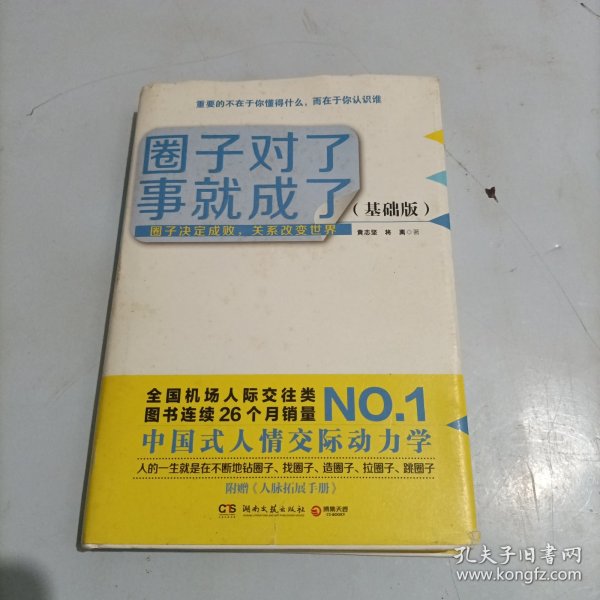 重要的不在于你懂得什么，而在于你认识谁
圈子对了
事就成了
（基础版）
圈子决定成败，关系改变世界
黄志坚 将离◎著
全国机场人际交往类
图书连续26个月销量
NO.1
中国式人情交际动力学
人的一生就是在不断地钻圈子、找圈子、造圈子、拉圈子、跳圈子
附赠《人脉拓展手册》
湖南文艺出版社
博集天卷
孔夫子旧书网
www.kongfz.com